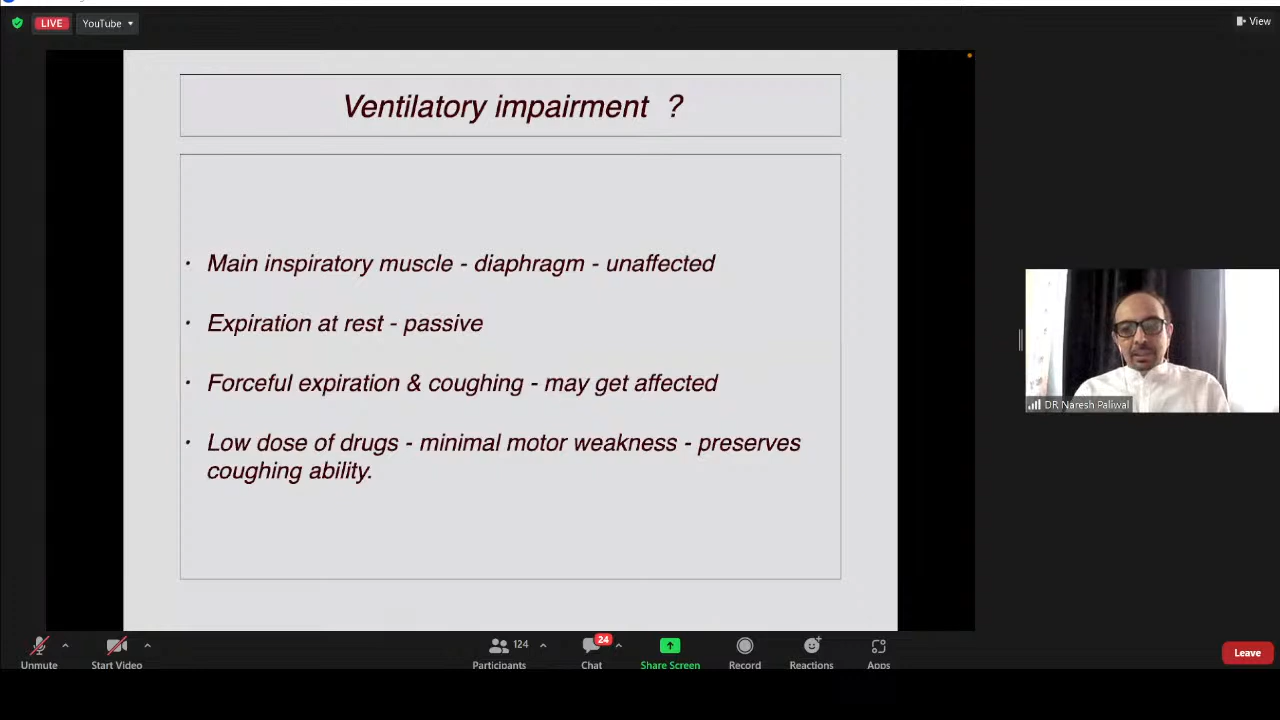 LIVE
YouTube
View
Ventilatory impairment ?
· Main inspiratory muscle - diaphragm - unaffected
· Expiration at rest - passive
· Forceful expiration & coughing - may get affected
· Low dose of drugs - minimal motor weakness - preserves
coughing ability.
DR Naresh Paliwal
Unmute
Start Video
124
Participants
24
Chat
Share Screen
Record
Reactions
Apps
Leave